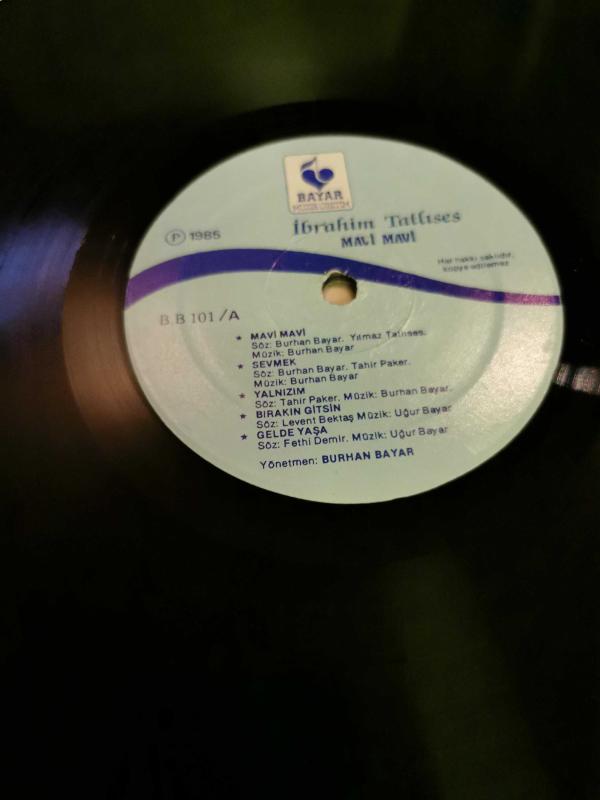 BAYAR
MÜZİK ÜRETİM
İbrahim Tatlıses
MAVİ MAVİ
℗ 1985
Her hakkı saklıdır,
kopya edilemez
B.B 101/A
★ MAVİ MAVİ
Söz: Burhan Bayar. Yılmaz Tatlıses.
Müzik: Burhan Bayar
★ SEVMEK
Söz: Burhan Bayar. Tahir Paker.
Müzik: Burhan Bayar
★ YALNIZIM
Söz: Tahir Paker, Müzik: Burhan Bayar.
★ BIRAKIN GİTSİN
Söz: Levent Bektaş Müzik: Uğur Bayar
★ GELDE YAŞA
Söz: Fethi Demir. Müzik: Uğur Bayar
Yönetmen: BURHAN BAYAR